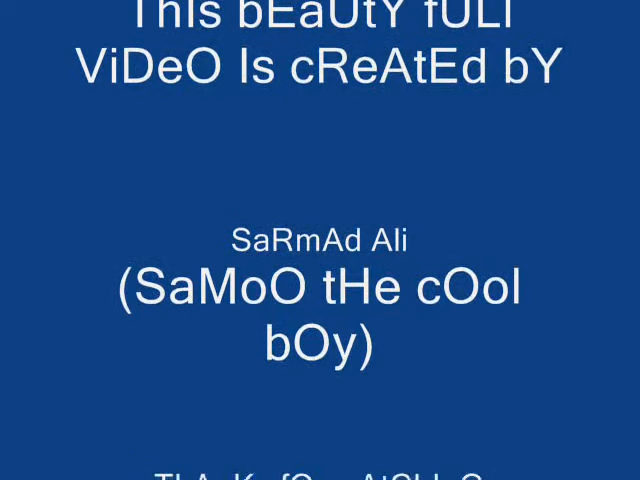 ThIs bEaUtY fULl
ViDeO Is cReAtEd bY
SaRmAd Ali
(SaMoO tHe cOol
bOy)